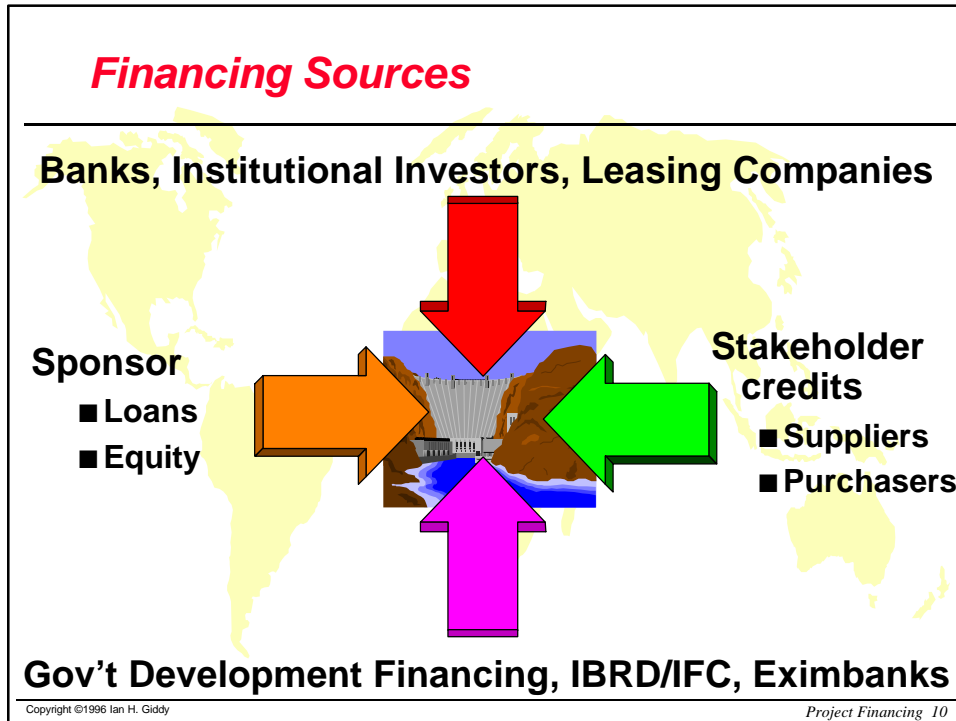 Financing Sources
Banks, Institutional Investors, Leasing Companies
Sponsor
■ Loans
■ Equity
Stakeholder
credits
■ Suppliers
■ Purchasers
Gov't Development Financing, IBRD/IFC, Eximbanks
Copyright ©1996 Ian H. Giddy
Project Financing 10